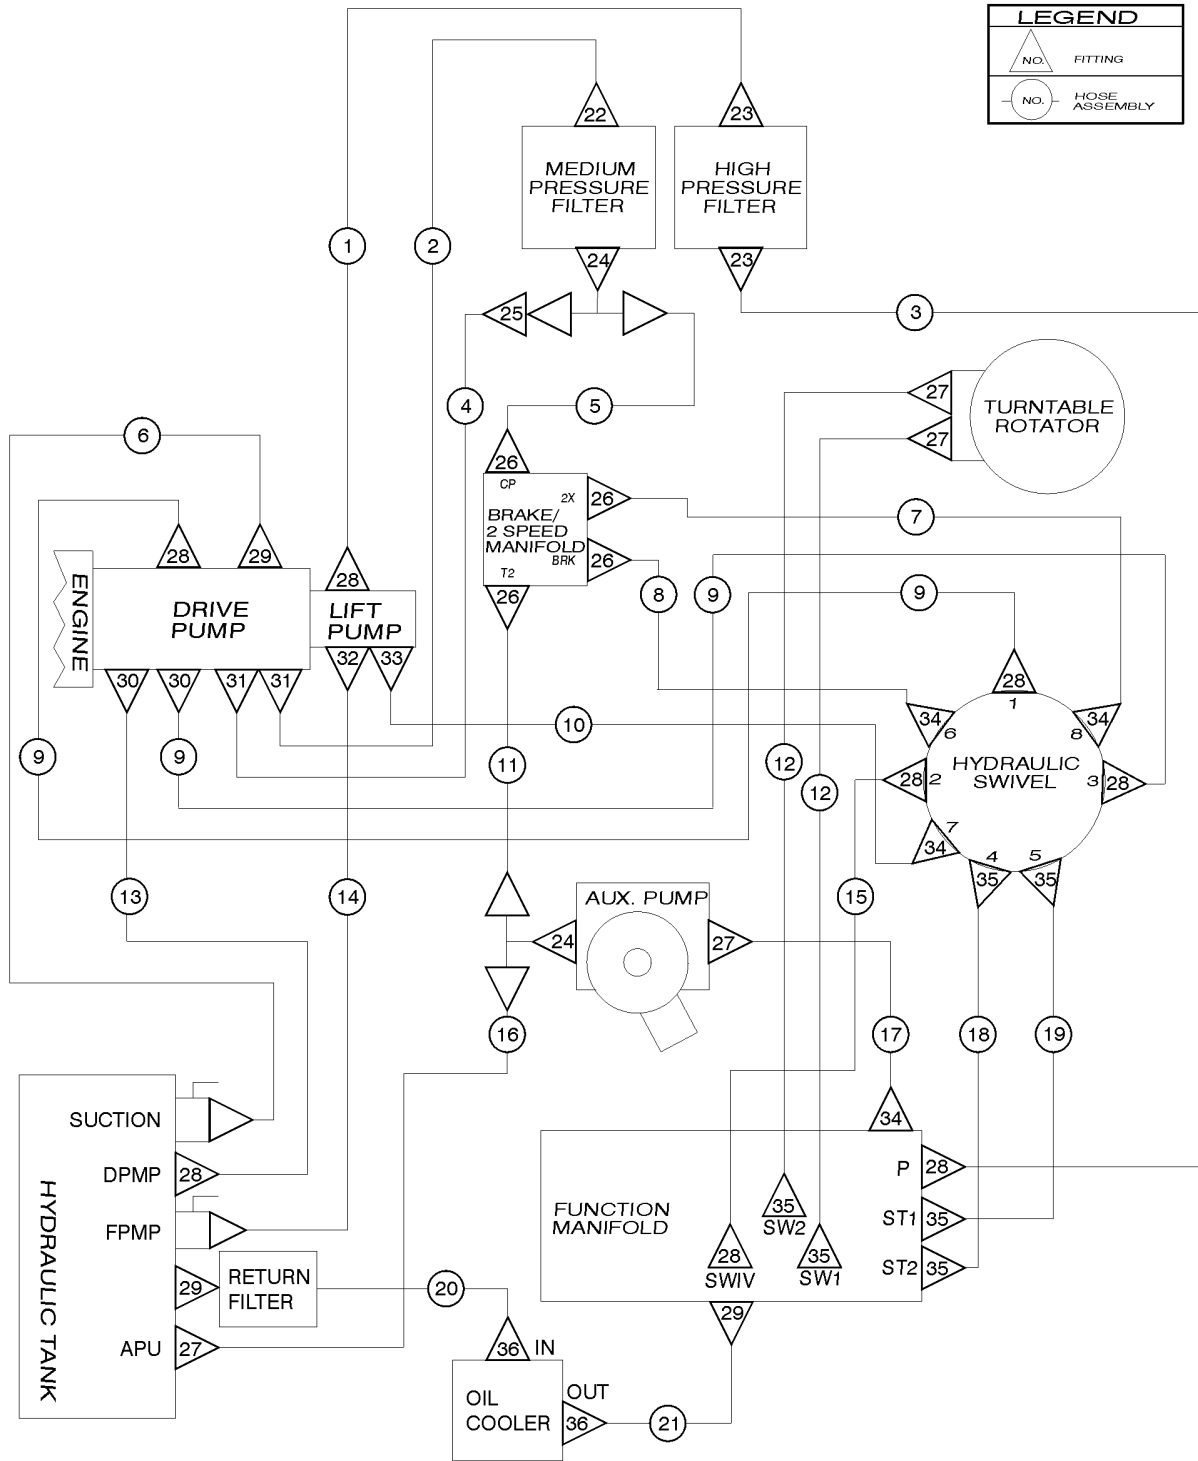 LEGEND
NO.
FITTING
NO.
HOSE
ASSEMBLY
22
23
MEDIUM
PRESSURE
FILTER
HIGH
PRESSURE
FILTER
1
2
24
23
25
3
27
TURNTABLE
ROTATOR
4
5
27
6
26
CP
2X
26
BRAKE/
2 SPEED
MANIFOLD
BRK
26
T2
26
7
28
29
28
ENGINE
DRIVE
PUMP
LIFT
PUMP
8
9
9
30
30
31
31
32
33
28
1
34
6
34
8
10
9
9
11
12
12
HYDRAULIC
SWIVEL
28
2
3
28
7
34
4
5
35
35
13
14
15
AUX. PUMP
24
27
16
17
18
19
SUCTION
34
DPMP
28
P
28
HYDRAULIC TANK
FPMP
FUNCTION
MANIFOLD
35
SW2
ST1
35
28
SWIV
35
SW1
ST2
35
29
RETURN
FILTER
20
29
APU
27
36
IN
OIL
COOLER
OUT
36
21